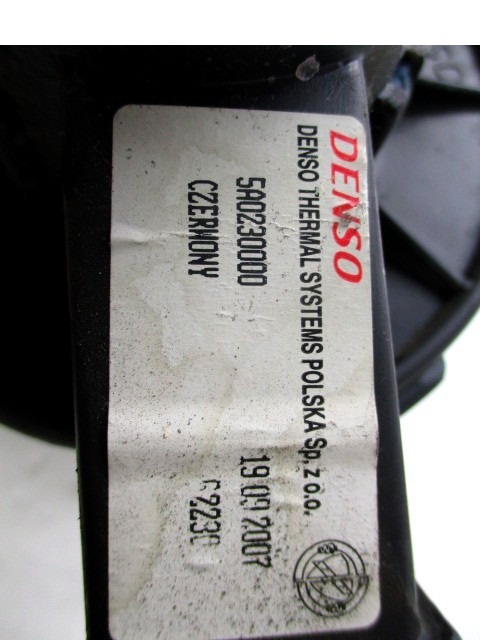 DENSO
DENSO THERMAL SYSTEMS POLSKA Sp. z o.o.
5A0230000 19 09 2007
CZERWONY